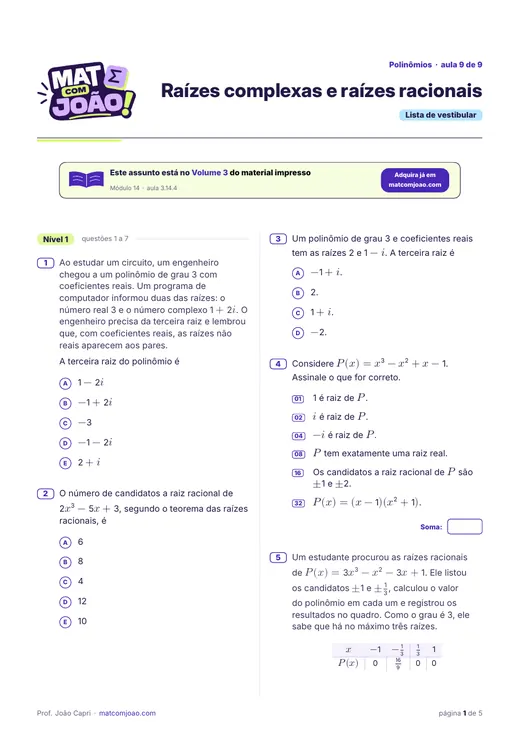 MAT Σ
COM
JOÃO!
Polinômios · aula 9 de 9
Raízes complexas e raízes racionais
Lista de vestibular
Este assunto está no Volume 3 do material impresso
Módulo 14 · aula 3.14.4
Adquira já em
matcomjoao.com
Nível 1 questões 1 a 7
1 Ao estudar um circuito, um engenheiro
chegou a um polinômio de grau 3 com
coeficientes reais. Um programa de
computador informou duas das raízes: o
número real 3 e o número complexo 1 + 2i. O
engenheiro precisa da terceira raiz e lembrou
que, com coeficientes reais, as raízes não
reais aparecem aos pares.
A terceira raiz do polinômio é
A 1 − 2i
B −1 + 2i
C −3
D −1 − 2i
E 2 + i
2 O número de candidatos a raiz racional de
2x³ − 5x + 3, segundo o teorema das raízes
racionais, é
A 6
B 8
C 4
D 12
E 10
3 Um polinômio de grau 3 e coeficientes reais
tem as raízes 2 e 1 − i. A terceira raiz é
A −1 + i.
B 2.
C 1 + i.
D −2.
4 Considere P(x) = x³ − x² + x − 1.
Assinale o que for correto.
01 1 é raiz de P.
02 i é raiz de P.
04 −i é raiz de P.
08 P tem exatamente uma raiz real.
16 Os candidatos a raiz racional de P são
±1 e ±2.
32 P(x) = (x − 1)(x² + 1).
Soma:
5 Um estudante procurou as raízes racionais
de P(x) = 3x³ − x² − 3x + 1. Ele listou
os candidatos ±1 e ±1/3, calculou o valor
do polinômio em cada um e registrou os
resultados no quadro. Como o grau é 3, ele
sabe que há no máximo três raízes.
x −1 −1/3 1/3 1
P(x) 0 16/9 0 0
Prof. João Capri · matcomjoao.com
página 1 de 5